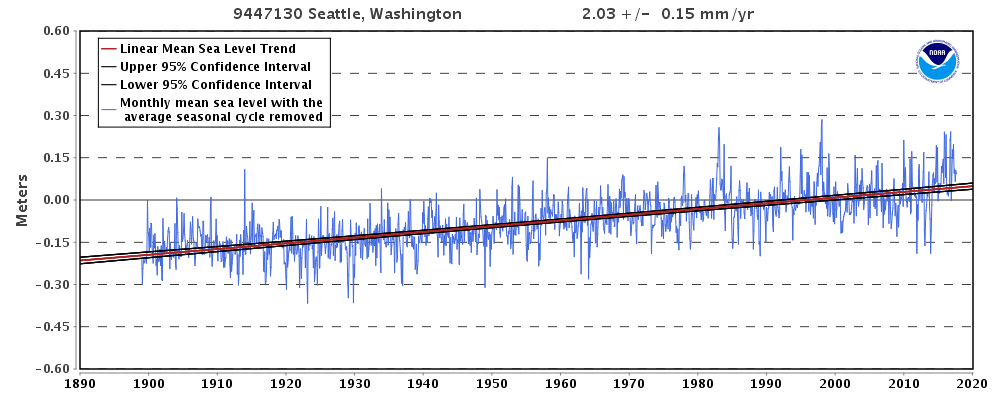 9447130 Seattle, Washington 2.03 +/- 0.15 mm/yr
Linear Mean Sea Level Trend
Upper 95% Confidence Interval
Lower 95% Confidence Interval
Monthly mean sea level with the
average seasonal cycle removed
NOAA
Meters
0.60
0.45
0.30
0.15
0.00
-0.15
-0.30
-0.45
-0.60
1890 1900 1910 1920 1930 1940 1950 1960 1970 1980 1990 2000 2010 2020